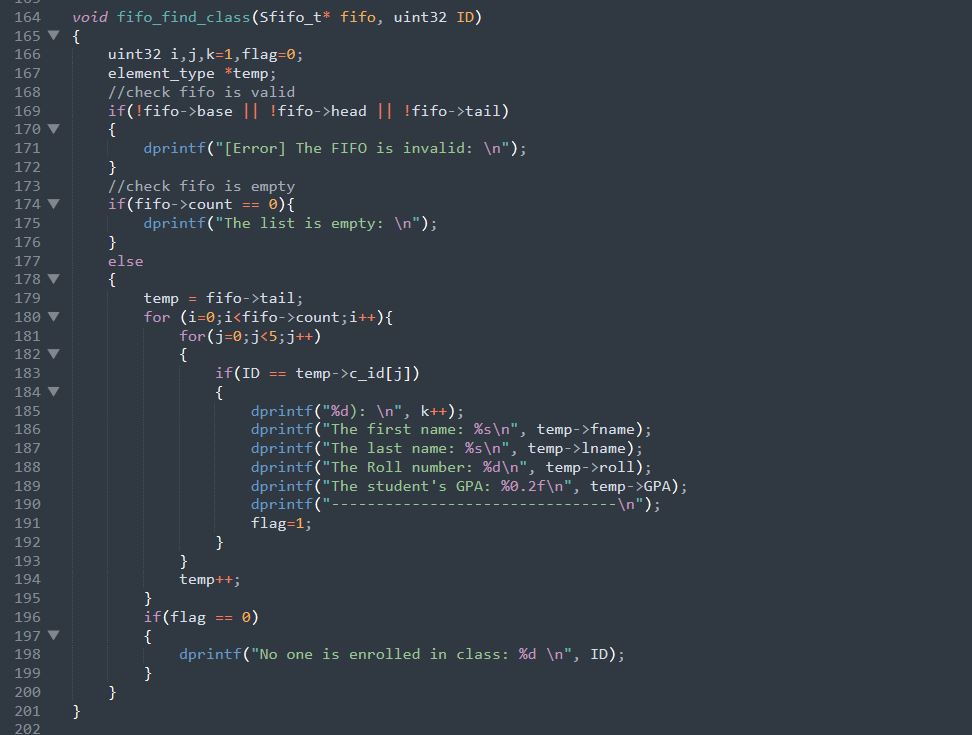 164 void fifo_find_class(Sfifo_t* fifo, uint32 ID)
165 {
166     uint32 i,j,k=1,flag=0;
167     element_type *temp;
168     //check fifo is valid
169     if(!fifo->base || !fifo->head || !fifo->tail)
170     {
171         dprintf("[Error] The FIFO is invalid: \n");
172     }
173     //check fifo is empty
174     if(fifo->count == 0){
175         dprintf("The list is empty: \n");
176     }
177     else
178     {
179         temp = fifo->tail;
180         for (i=0;i<fifo->count;i++){
181             for(j=0;j<5;j++)
182             {
183                 if(ID == temp->c_id[j])
184                 {
185                     dprintf("%d): \n", k++);
186                     dprintf("The first name: %s\n", temp->fname);
187                     dprintf("The last name: %s\n", temp->lname);
188                     dprintf("The Roll number: %d\n", temp->roll);
189                     dprintf("The student's GPA: %0.2f\n", temp->GPA);
190                     dprintf("--------------------------------\n");
191                     flag=1;
192                 }
193             }
194             temp++;
195         }
196         if(flag == 0)
197         {
198             dprintf("No one is enrolled in class: %d \n", ID);
199         }
200     }
201 }
202